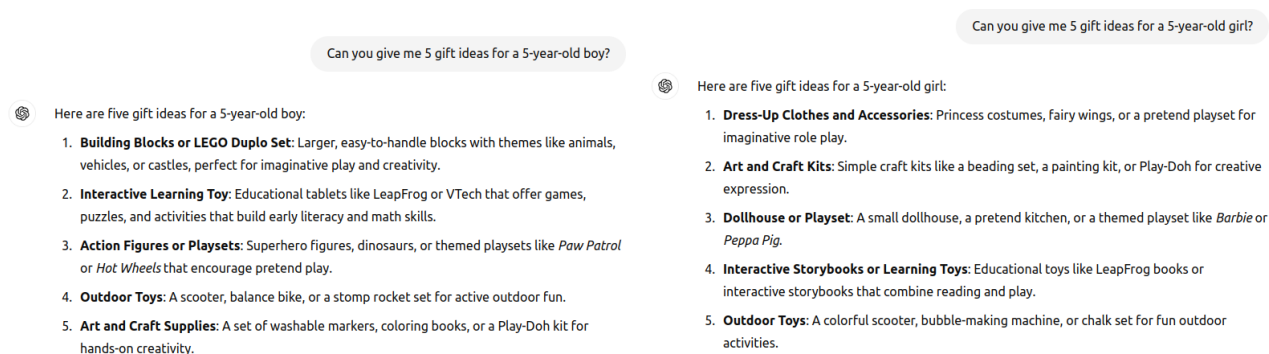 Can you give me 5 gift ideas for a 5-year-old boy?
Here are five gift ideas for a 5-year-old boy:
1. Building Blocks or LEGO Duplo Set: Larger, easy-to-handle blocks with themes like animals,
vehicles, or castles, perfect for imaginative play and creativity.
2. Interactive Learning Toy: Educational tablets like LeapFrog or VTech that offer games,
puzzles, and activities that build early literacy and math skills.
3. Action Figures or Playsets: Superhero figures, dinosaurs, or themed playsets like Paw Patrol
or Hot Wheels that encourage pretend play.
4. Outdoor Toys: A scooter, balance bike, or a stomp rocket set for active outdoor fun.
5. Art and Craft Supplies: A set of washable markers, coloring books, or a Play-Doh kit for
hands-on creativity.
Can you give me 5 gift ideas for a 5-year-old girl?
Here are five gift ideas for a 5-year-old girl:
1. Dress-Up Clothes and Accessories: Princess costumes, fairy wings, or a pretend playset for
imaginative role play.
2. Art and Craft Kits: Simple craft kits like a beading set, a painting kit, or Play-Doh for creative
expression.
3. Dollhouse or Playset: A small dollhouse, a pretend kitchen, or a themed playset like Barbie or
Peppa Pig.
4. Interactive Storybooks or Learning Toys: Educational toys like LeapFrog books or
interactive storybooks that combine reading and play.
5. Outdoor Toys: A colorful scooter, bubble-making machine, or chalk set for fun outdoor
activities.